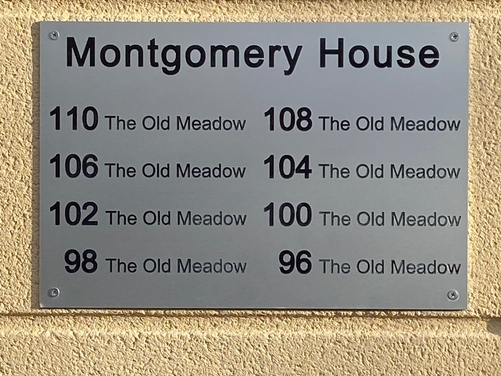 Montgomery House
110 The Old Meadow 108 The Old Meadow
106 The Old Meadow 104 The Old Meadow
102 The Old Meadow 100 The Old Meadow
98 The Old Meadow 96 The Old Meadow